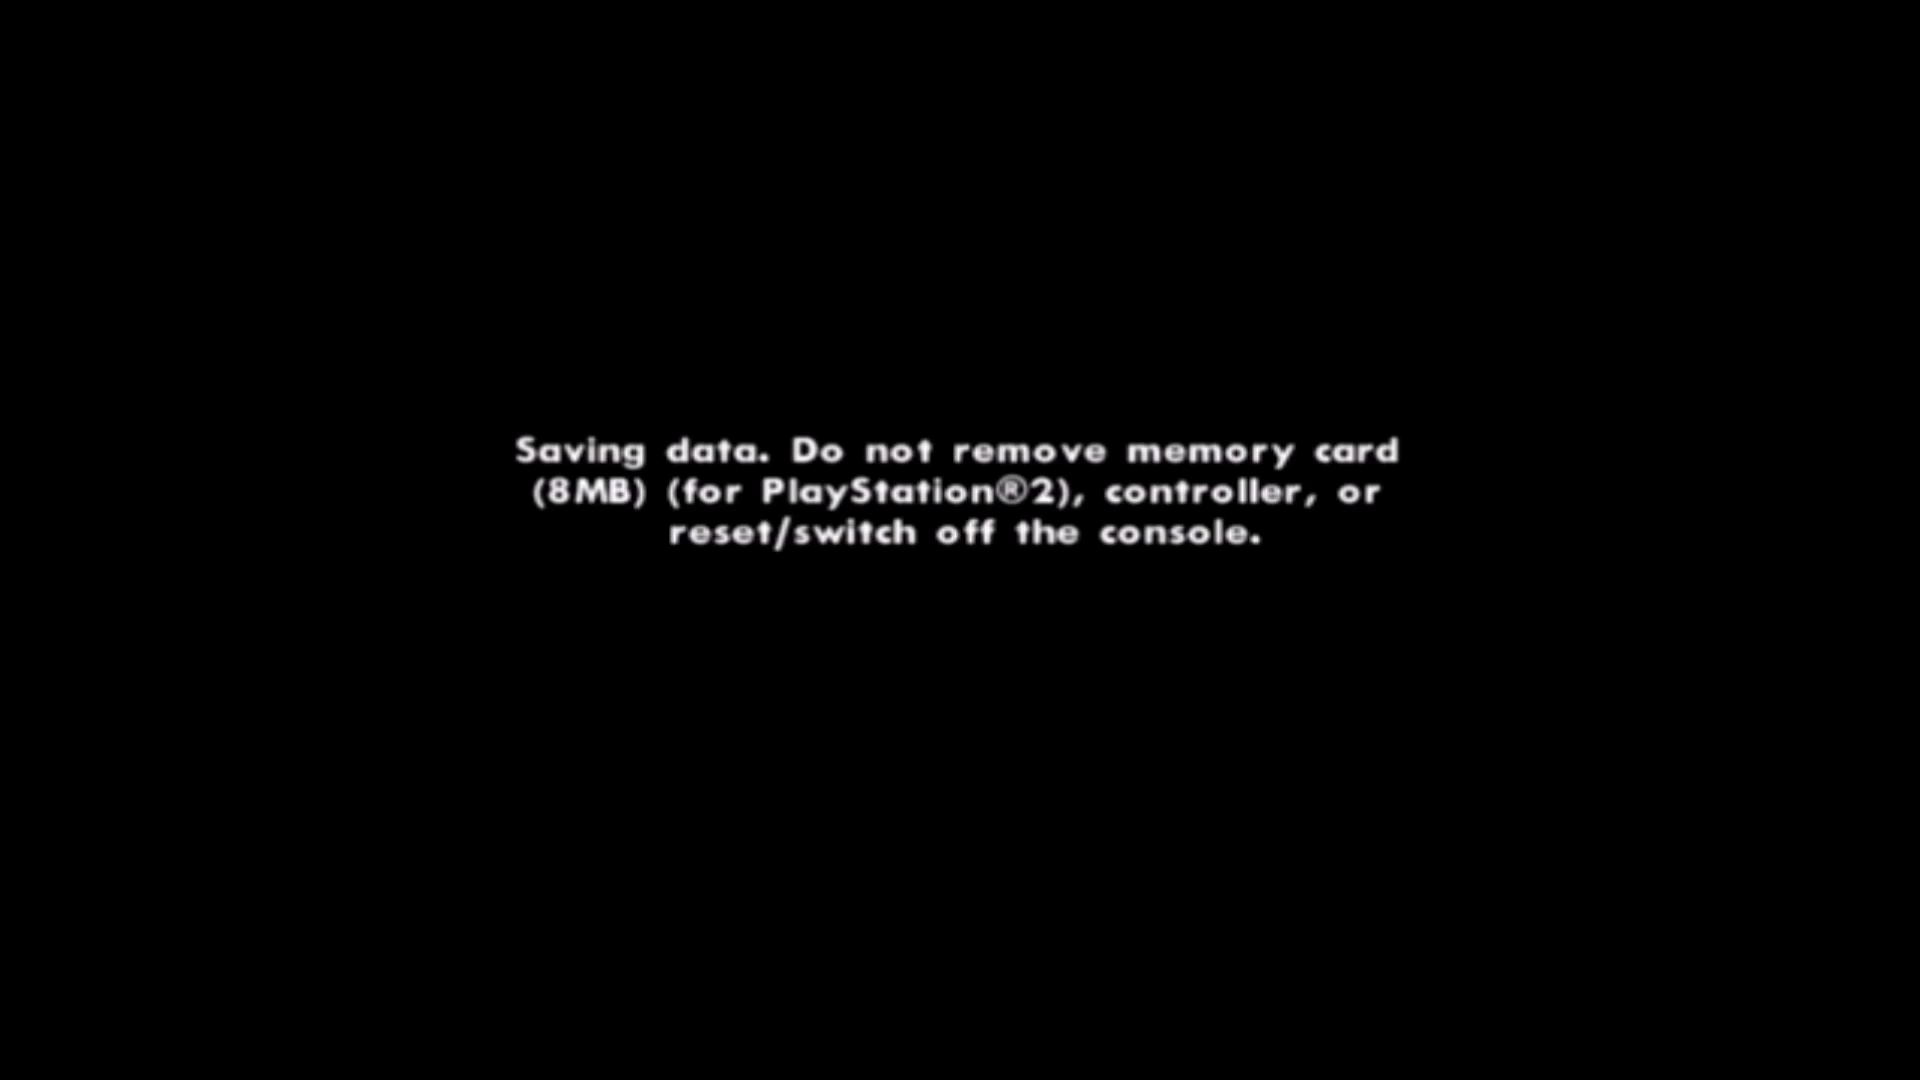 Saving data. Do not remove memory card
(8MB) (for PlayStation®2), controller, or
reset/switch off the console.